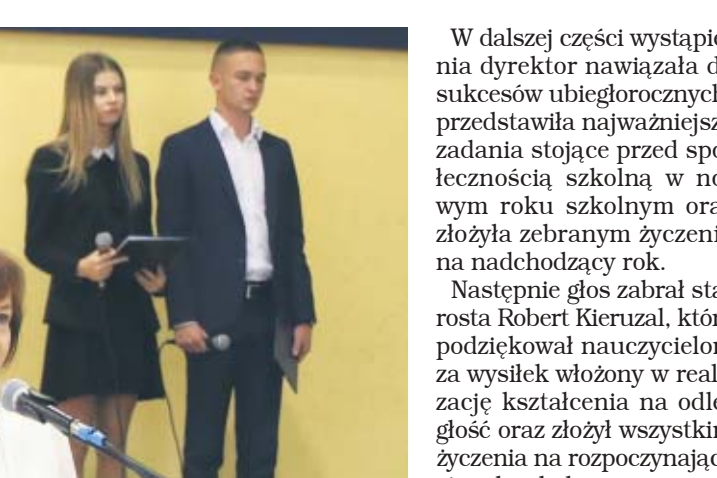 W dalszej części wystąpie
nia dyrektor nawiązała d
sukcesów ubiegłorocznych
przedstawiła najważniejsz
zadania stojące przed spo
łecznością szkolną w no
wym roku szkolnym ora
złożyła zebranym życzeni
na nadchodzący rok.
Następnie głos zabrał sta
rosta Robert Kieruzal, któr
podziękował nauczycielom
za wysiłek włożony w real
zację kształcenia na odle
głość oraz złożył wszystkim
życzenia na rozpoczynając